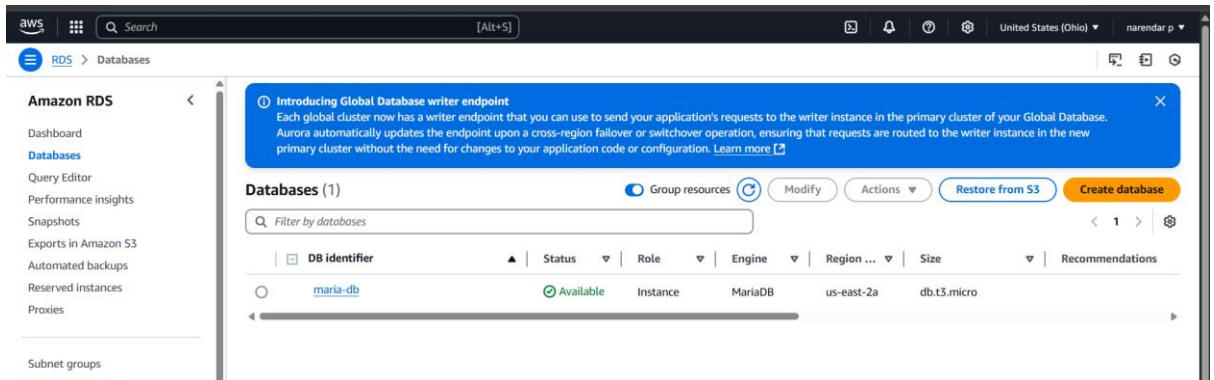 aws Search [Alt+S] United States (Ohio) ▼ narendar p ▼
RDS > Databases
Amazon RDS
Dashboard
Databases
Query Editor
Performance insights
Snapshots
Exports in Amazon S3
Automated backups
Reserved instances
Proxies
Subnet groups
Introducing Global Database writer endpoint
Each global cluster now has a writer endpoint that you can use to send your application's requests to the writer instance in the primary cluster of your Global Database.
Aurora automatically updates the endpoint upon a cross-region failover or switchover operation, ensuring that requests are routed to the writer instance in the new
primary cluster without the need for changes to your application code or configuration. Learn more
Databases (1) Group resources Modify Actions ▼ Restore from S3 Create database
Filter by databases < 1 >
DB identifier Status Role Engine Region ... Size Recommendations
maria-db Available Instance MariaDB us-east-2a db.t3.micro